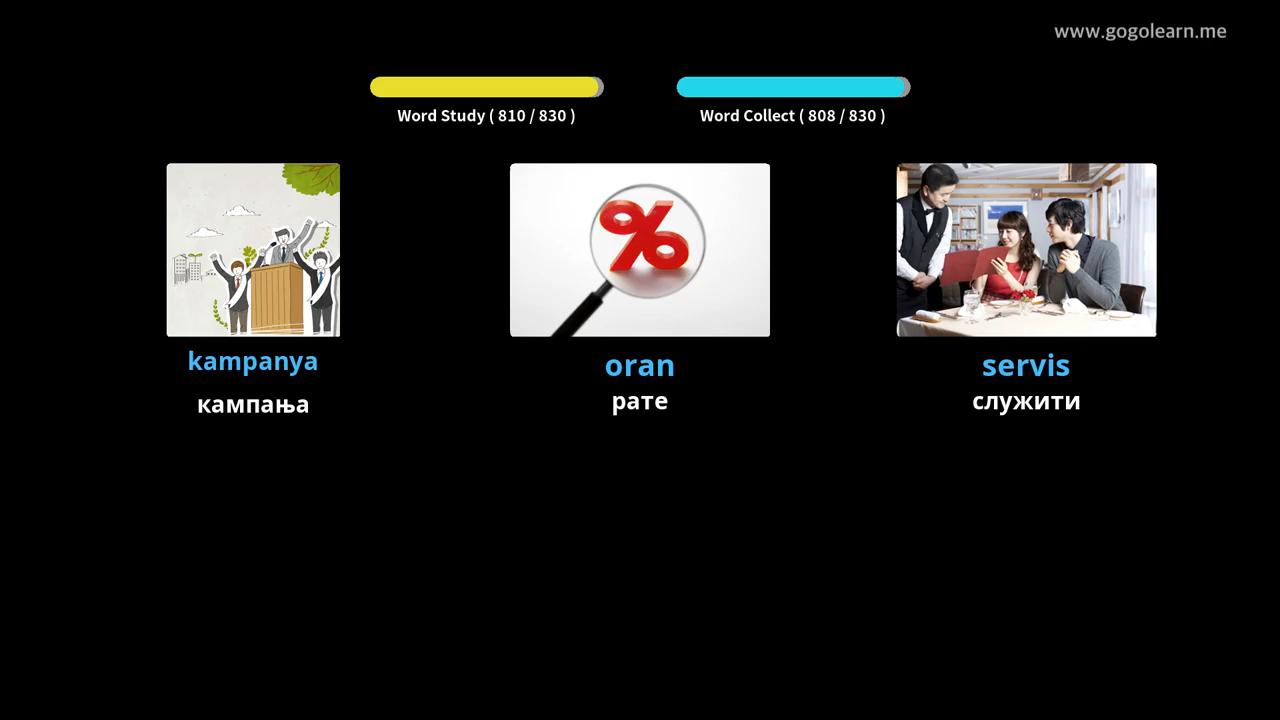 www.gogolearn.me
Word Study ( 810 / 830 )
Word Collect ( 808 / 830 )
kampanya
кампања
oran
рате
servis
служити